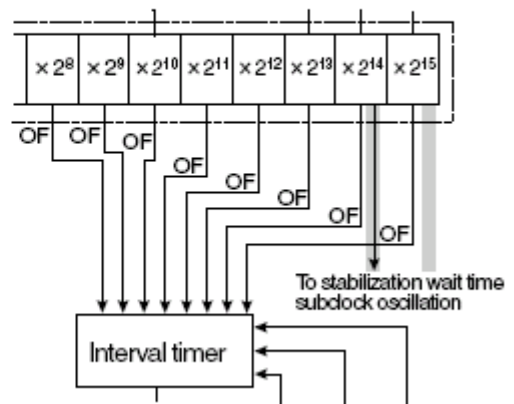 ×2⁸ ×2⁹ ×2¹⁰ ×2¹¹ ×2¹² ×2¹³ ×2¹⁴ ×2¹⁵
OF OF OF
OF
OF
OF
OF
OF
To stabilization wait time
subclock oscillation
Interval timer